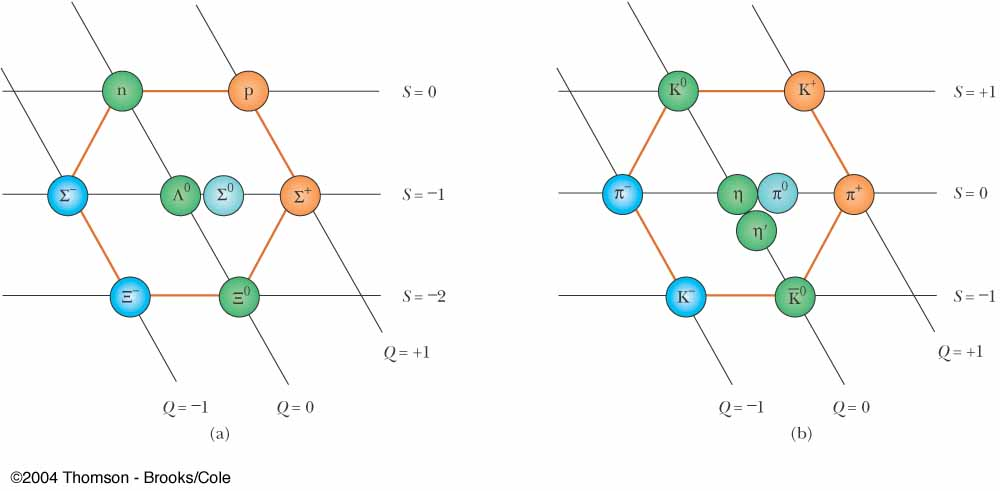 n p S = 0
Σ⁻ Λ⁰ Σ⁰ Σ⁺ S = −1
Ξ⁻ Ξ⁰ S = −2
Q = +1
Q = −1 Q = 0
(a)
K⁰ K⁺ S = +1
π⁻ η π⁰ π⁺ S = 0
η′
K⁻ K̅⁰ S = −1
Q = +1
Q = −1 Q = 0
(b)
©2004 Thomson - Brooks/Cole